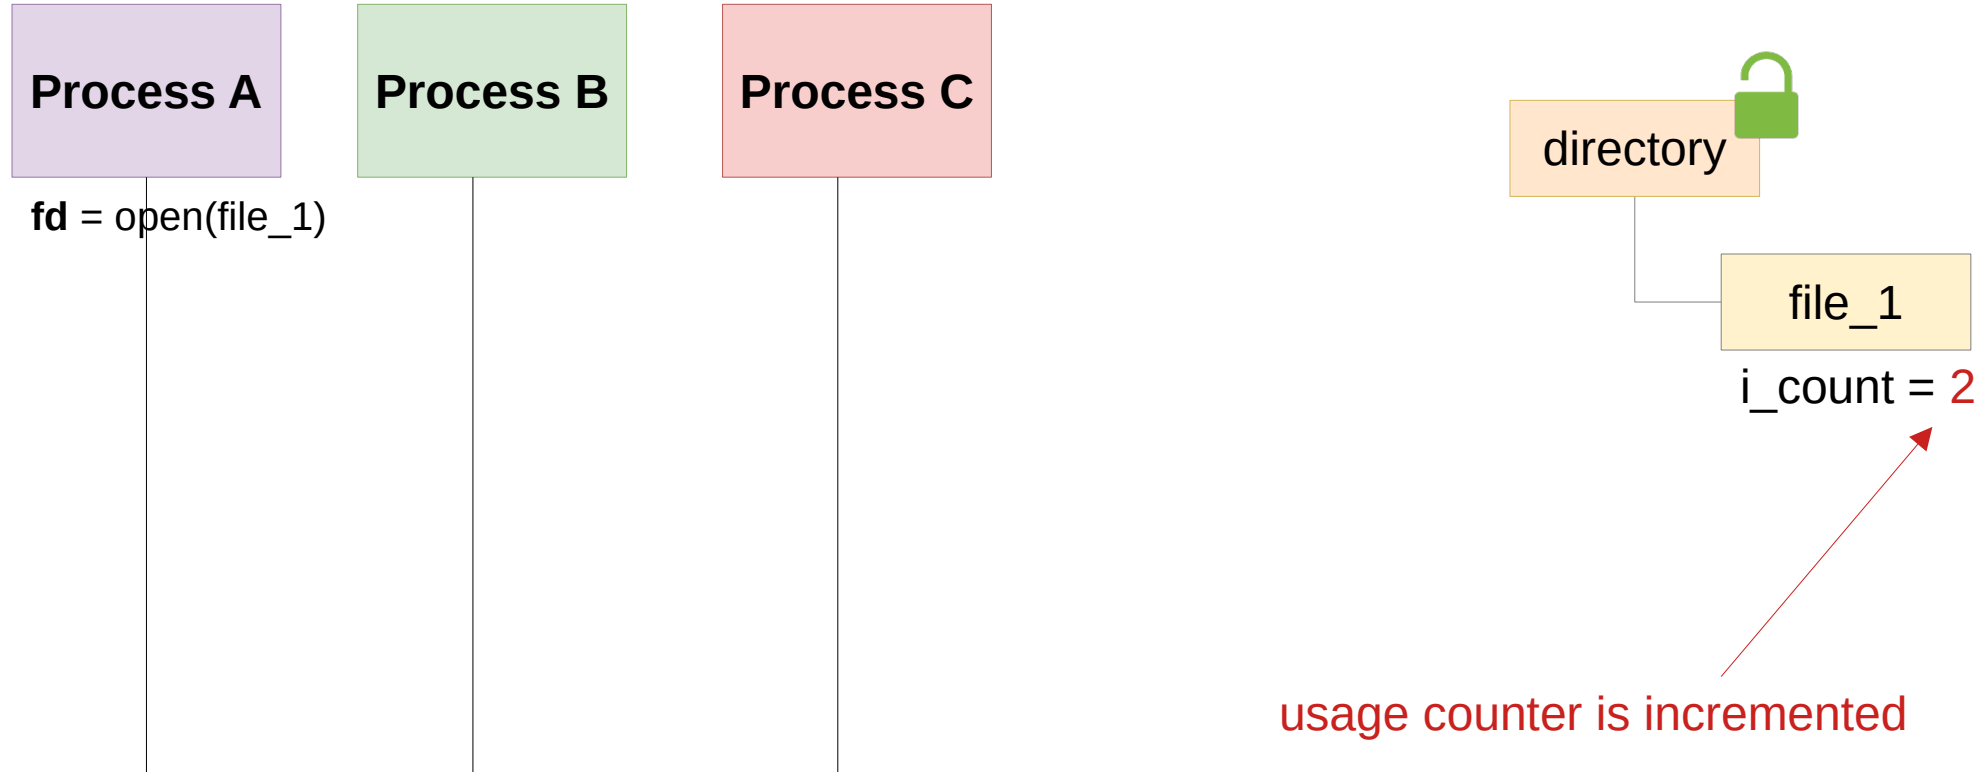 Process A
Process B
Process C
directory
fd = open(file_1)
file_1
i_count = 2
usage counter is incremented